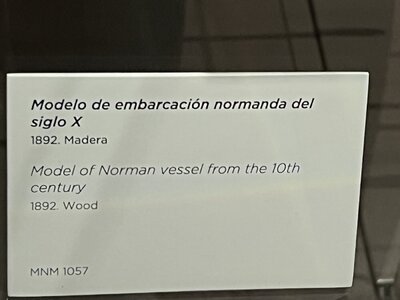 Modelo de embarcación normanda del
siglo X
1892. Madera
Model of Norman vessel from the 10th
century
1892. Wood
MNM 1057